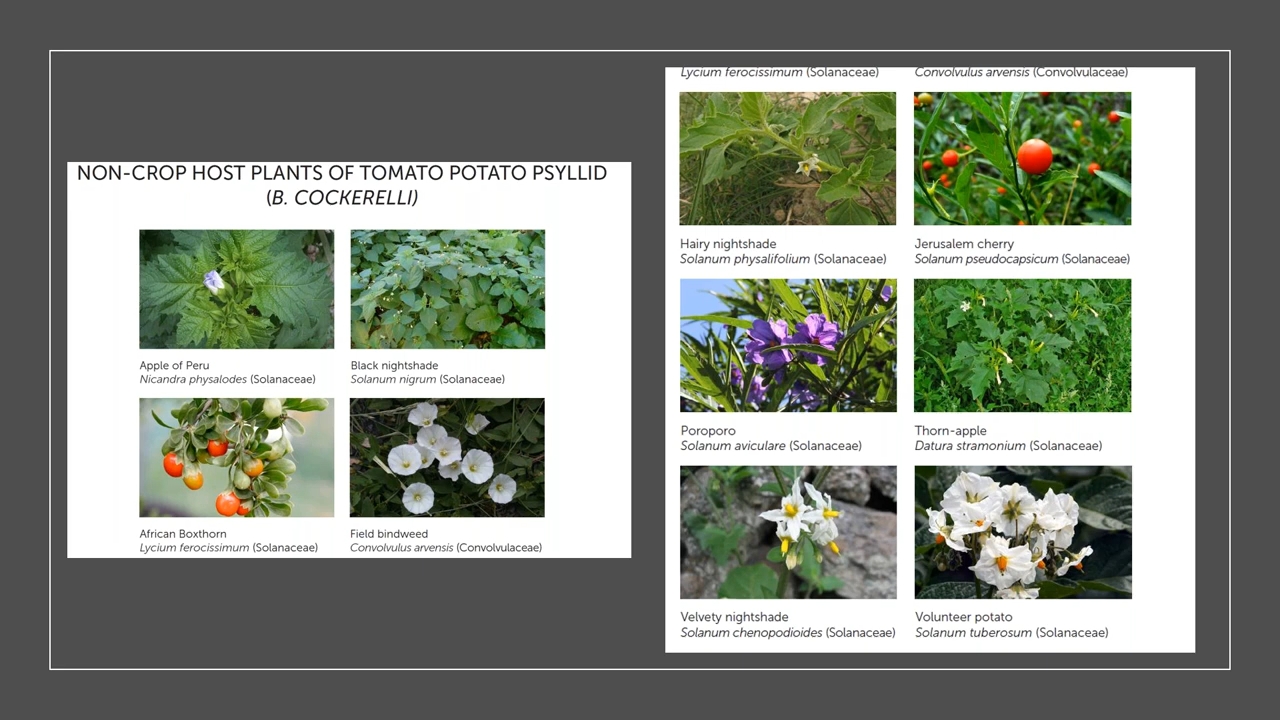 NON-CROP HOST PLANTS OF TOMATO POTATO PSYLLID
(B. COCKERELLI)
Apple of Peru
Nicandra physalodes (Solanaceae)
Black nightshade
Solanum nigrum (Solanaceae)
African Boxthorn
Lycium ferocissimum (Solanaceae)
Field bindweed
Convolvulus arvensis (Convolvulaceae)
Lycium ferocissimum (Solanaceae)
Convolvulus arvensis (Convolvulaceae)
Hairy nightshade
Solanum physalifolium (Solanaceae)
Jerusalem cherry
Solanum pseudocapsicum (Solanaceae)
Poroporo
Solanum aviculare (Solanaceae)
Thorn-apple
Datura stramonium (Solanaceae)
Velvety nightshade
Solanum chenopodioides (Solanaceae)
Volunteer potato
Solanum tuberosum (Solanaceae)